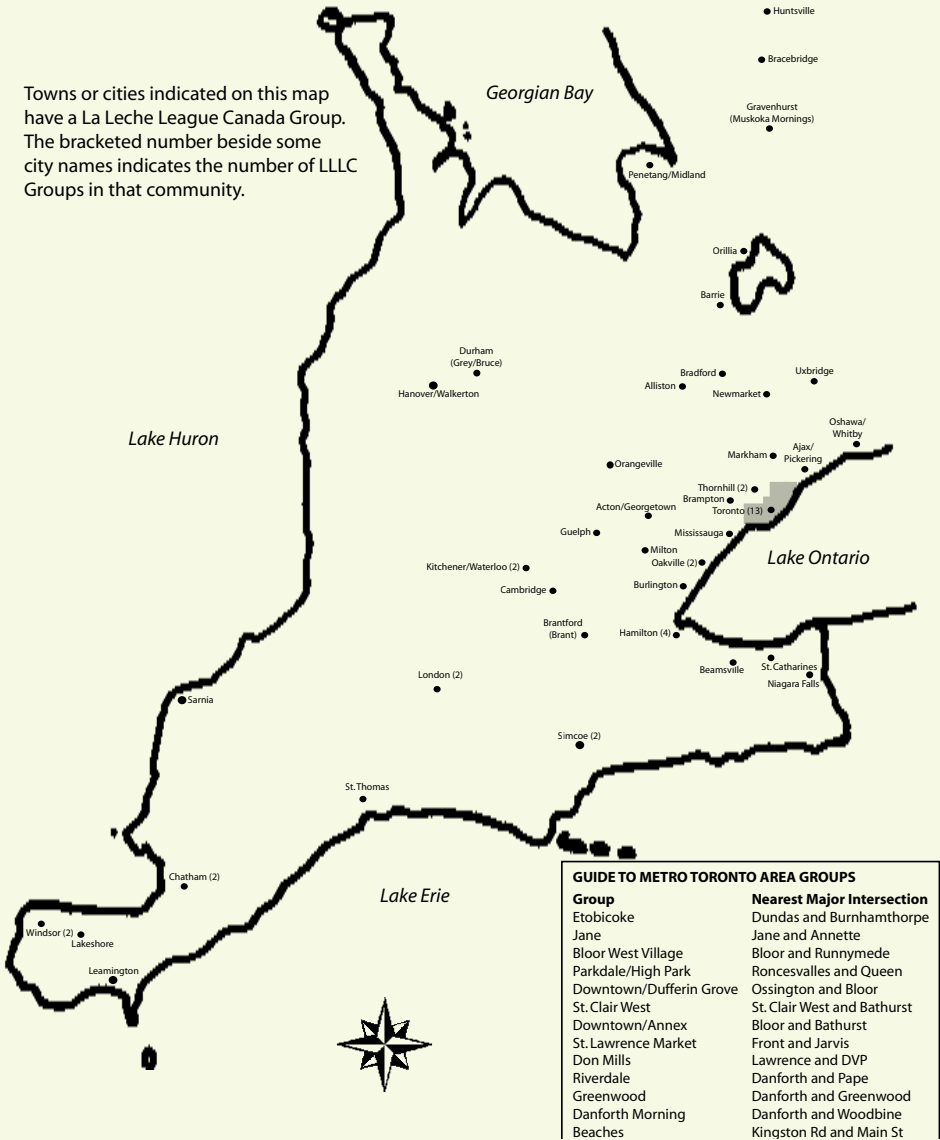 Huntsville
Bracebridge
Towns or cities indicated on this map
have a La Leche League Canada Group.
The bracketed number beside some
city names indicates the number of LLLC
Groups in that community.
Georgian Bay
Gravenhurst
(Muskoka Mornings)
Penetang/Midland
Orillia
Barrie
Durham
(Grey/Bruce)
Hanover/Walkerton
Bradford
Alliston
Uxbridge
Newmarket
Lake Huron
Oshawa/
Whitby
Ajax/
Pickering
Markham
Orangeville
Thornhill (2)
Brampton
Toronto (13)
Acton/Georgetown
Guelph
Mississauga
Milton
Oakville (2)
Lake Ontario
Kitchener/Waterloo (2)
Cambridge
Burlington
Brantford
(Brant)
Hamilton (4)
Beamsville
St. Catharines
Niagara Falls
London (2)
Sarnia
Simcoe (2)
St. Thomas
Chatham (2)
Lake Erie
Windsor (2)
Lakeshore
Leamington
GUIDE TO METRO TORONTO AREA GROUPS
Group Nearest Major Intersection
Etobicoke Dundas and Burnhamthorpe
Jane Jane and Annette
Bloor West Village Bloor and Runnymede
Parkdale/High Park Roncesvalles and Queen
Downtown/Dufferin Grove Ossington and Bloor
St. Clair West St. Clair West and Bathurst
Downtown/Annex Bloor and Bathurst
St. Lawrence Market Front and Jarvis
Don Mills Lawrence and DVP
Riverdale Danforth and Pape
Greenwood Danforth and Greenwood
Danforth Morning Danforth and Woodbine
Beaches Kingston Rd and Main St